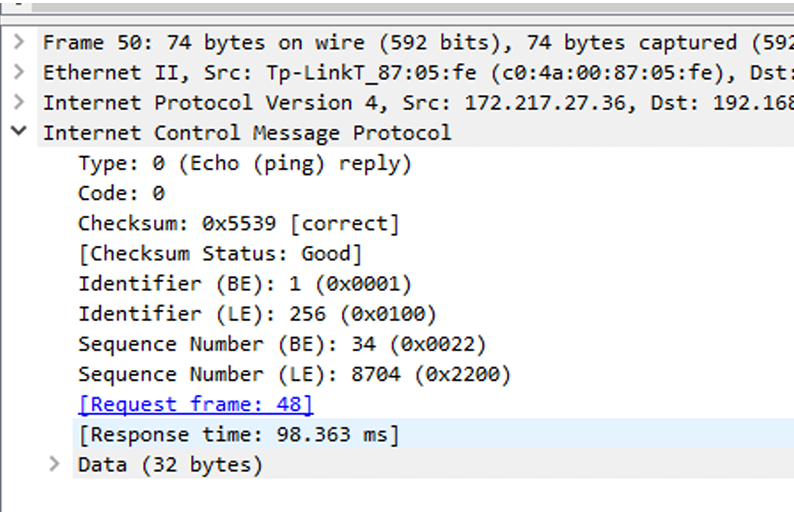 Frame 50: 74 bytes on wire (592 bits), 74 bytes captured (592
Ethernet II, Src: Tp-LinkT_87:05:fe (c0:4a:00:87:05:fe), Dst:
Internet Protocol Version 4, Src: 172.217.27.36, Dst: 192.168
Internet Control Message Protocol
Type: 0 (Echo (ping) reply)
Code: 0
Checksum: 0x5539 [correct]
[Checksum Status: Good]
Identifier (BE): 1 (0x0001)
Identifier (LE): 256 (0x0100)
Sequence Number (BE): 34 (0x0022)
Sequence Number (LE): 8704 (0x2200)
[Request frame: 48]
[Response time: 98.363 ms]
Data (32 bytes)